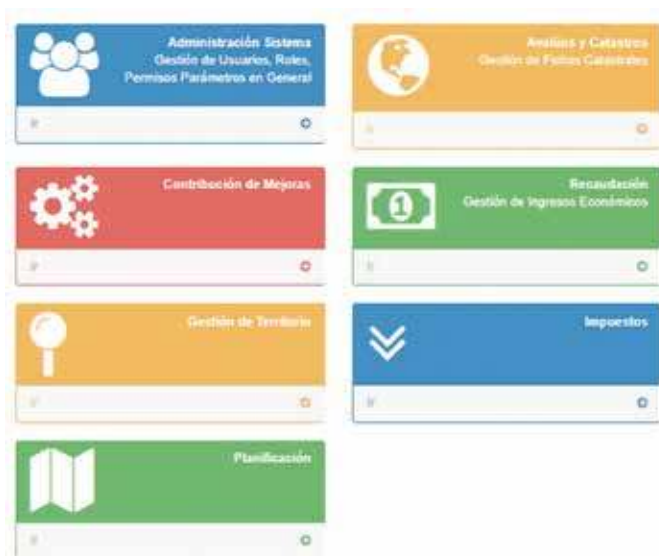 Administración Sistema
Gestión de Usuarios, Roles,
Permisos Parámetros en General
Avalúos y Catastros
Gestión de Fichas Catastrales
Contribución de Mejoras
Recaudación
Gestión de Ingresos Económicos
Gestión de Territorio
Impuestos
Planificación